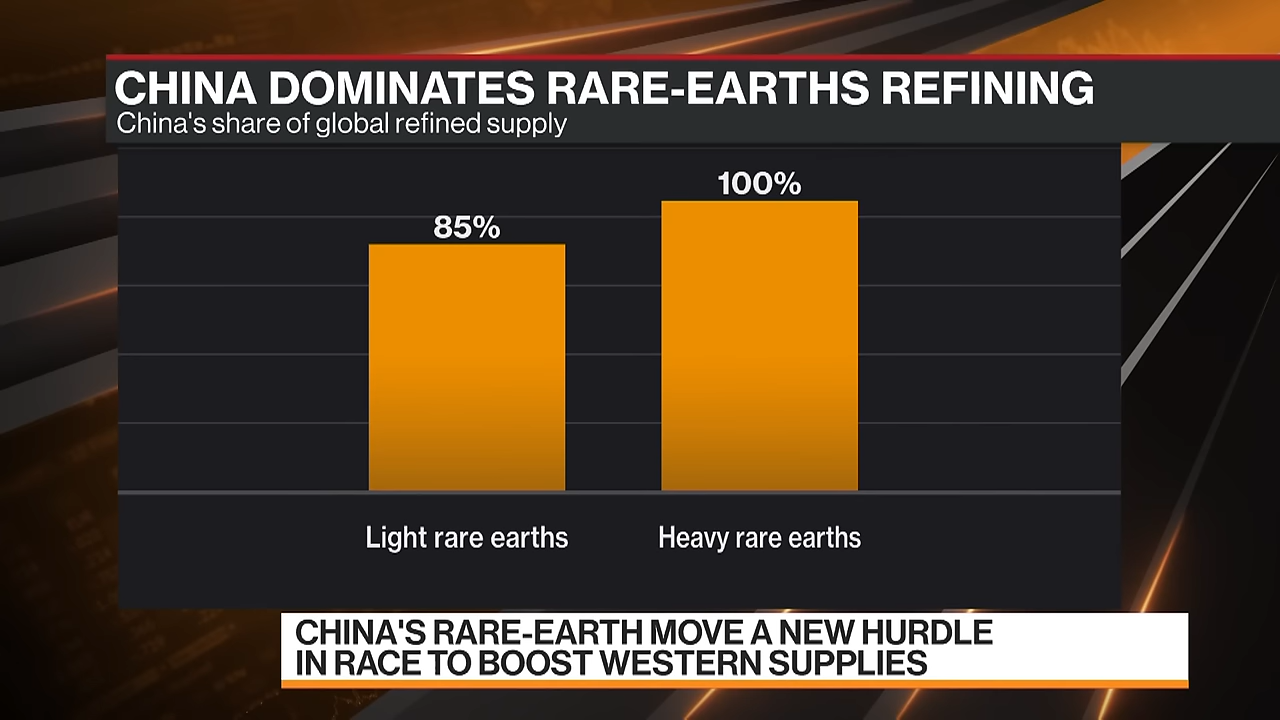 CHINA DOMINATES RARE-EARTHS REFINING
China's share of global refined supply
100%
85%
Light rare earths Heavy rare earths
CHINA'S RARE-EARTH MOVE A NEW HURDLE
IN RACE TO BOOST WESTERN SUPPLIES